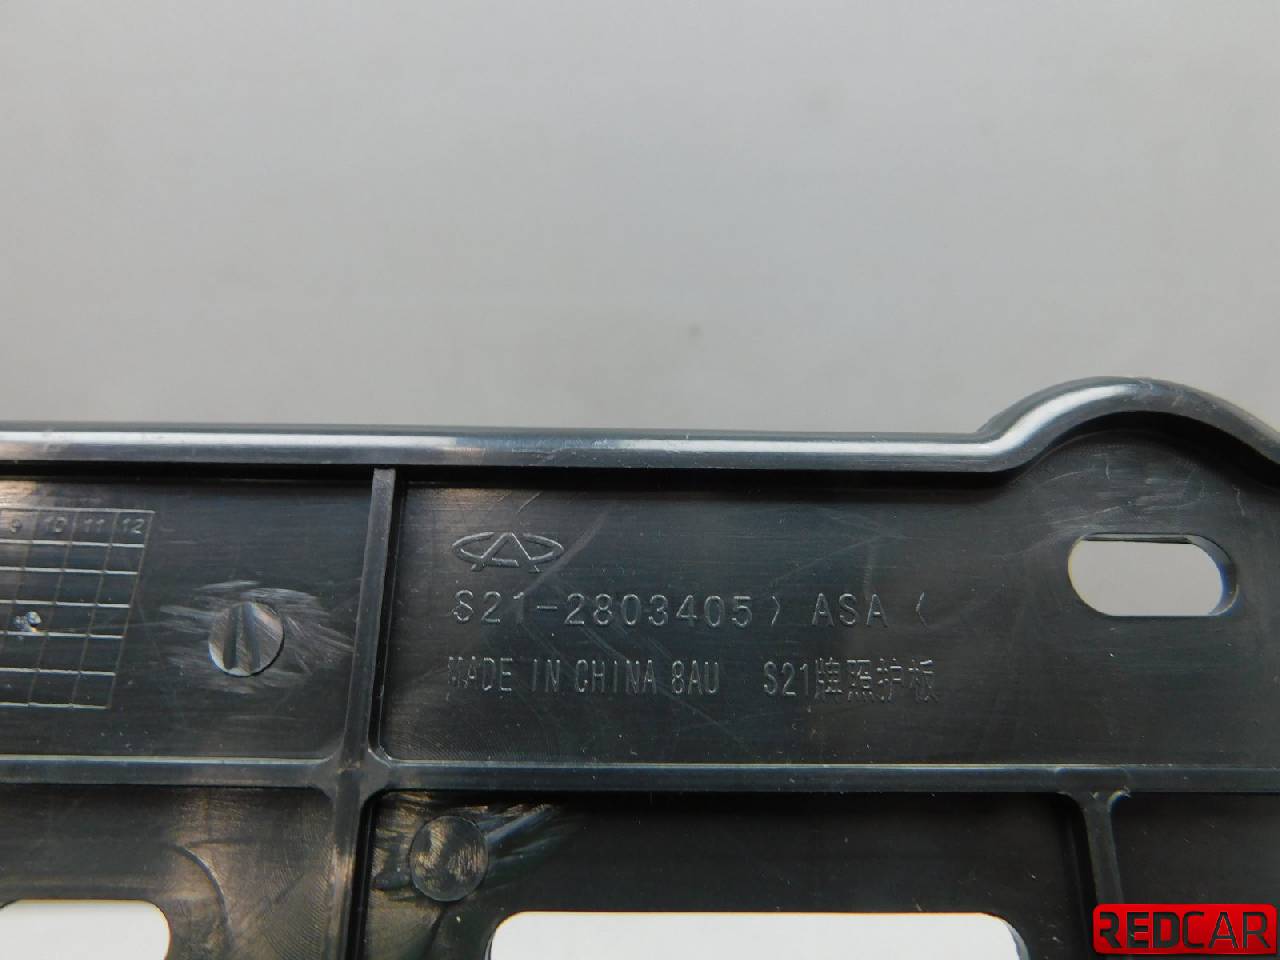 9 10 11 12
S21-2803405 〉 ASA 〈
MADE IN CHINA 8AU S21牌照护板
REDCAR